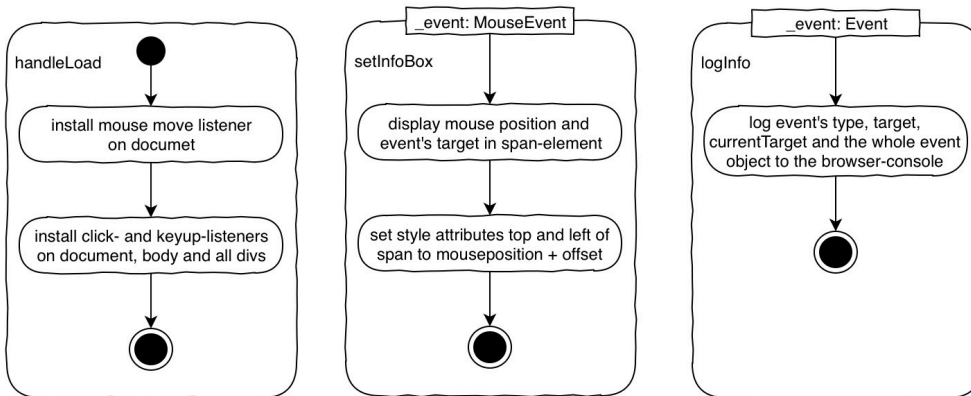 handleLoad
install mouse move listener
on documet
install click- and keyup-listeners
on document, body and all divs
_event: MouseEvent
setInfoBox
display mouse position and
event's target in span-element
set style attributes top and left of
span to mouseposition + offset
_event: Event
logInfo
log event's type, target,
currentTarget and the whole event
object to the browser-console